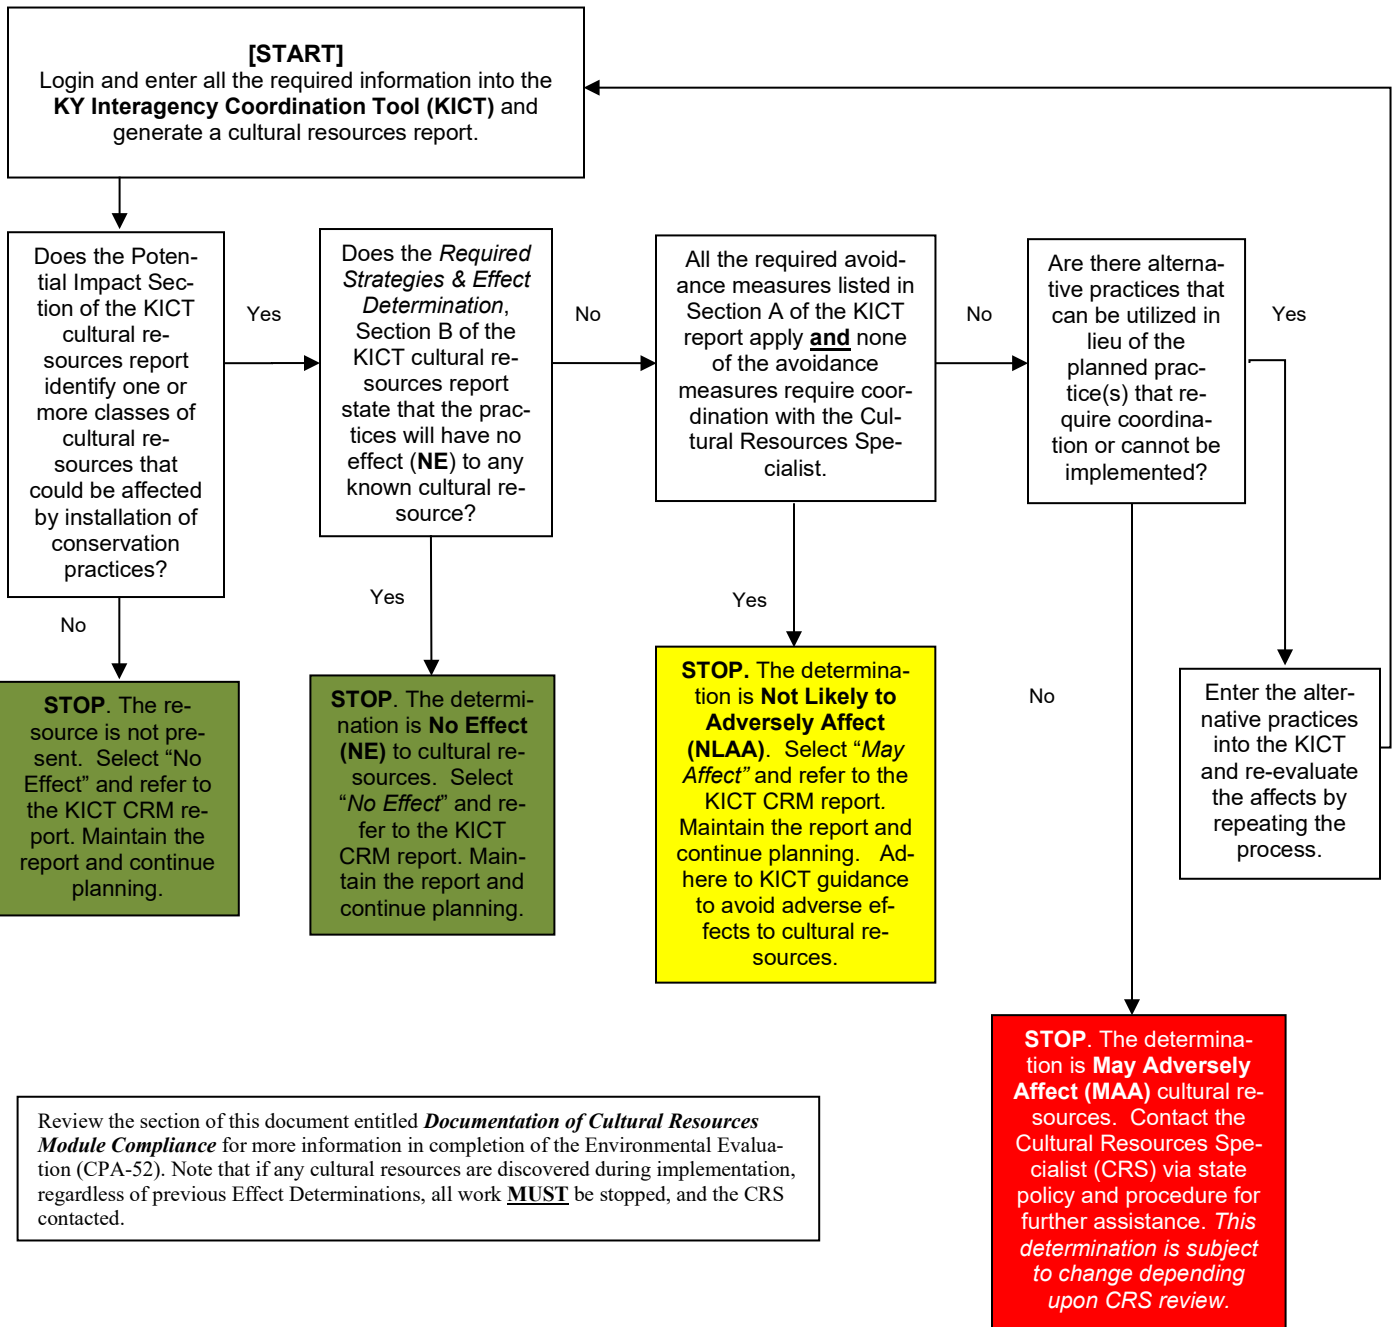 [START]
Login and enter all the required information into the
KY Interagency Coordination Tool (KICT) and
generate a cultural resources report.
Does the Poten-
tial Impact Sec-
tion of the KICT
cultural re-
sources report
identify one or
more classes of
cultural re-
sources that
could be affected
by installation of
conservation
practices?
Yes
No
Does the Required
Strategies & Effect
Determination,
Section B of the
KICT cultural re-
sources report
state that the prac-
tices will have no
effect (NE) to any
known cultural re-
source?
No
Yes
All the required avoid-
ance measures listed in
Section A of the KICT
report apply and none
of the avoidance
measures require coor-
dination with the Cul-
tural Resources Spe-
cialist.
No
Yes
Are there alterna-
tive practices that
can be utilized in
lieu of the
planned prac-
tice(s) that re-
quire coordina-
tion or cannot be
implemented?
Yes
No
STOP. The re-
source is not pre-
sent. Select “No
Effect” and refer to
the KICT CRM re-
port. Maintain the
report and continue
planning.
STOP. The determi-
nation is No Effect
(NE) to cultural re-
sources. Select
“No Effect” and re-
fer to the KICT
CRM report. Main-
tain the report and
continue planning.
STOP. The determina-
tion is Not Likely to
Adversely Affect
(NLAA). Select “May
Affect” and refer to the
KICT CRM report.
Maintain the report and
continue planning. Ad-
here to KICT guidance
to avoid adverse ef-
fects to cultural re-
sources.
Enter the alter-
native practices
into the KICT
and re-evaluate
the affects by
repeating the
process.
STOP. The determina-
tion is May Adversely
Affect (MAA) cultural re-
sources. Contact the
Cultural Resources Spe-
cialist (CRS) via state
policy and procedure for
further assistance. This
determination is subject
to change depending
upon CRS review.
Review the section of this document entitled Documentation of Cultural Resources
Module Compliance for more information in completion of the Environmental Evalua-
tion (CPA-52). Note that if any cultural resources are discovered during implementation,
regardless of previous Effect Determinations, all work MUST be stopped, and the CRS
contacted.